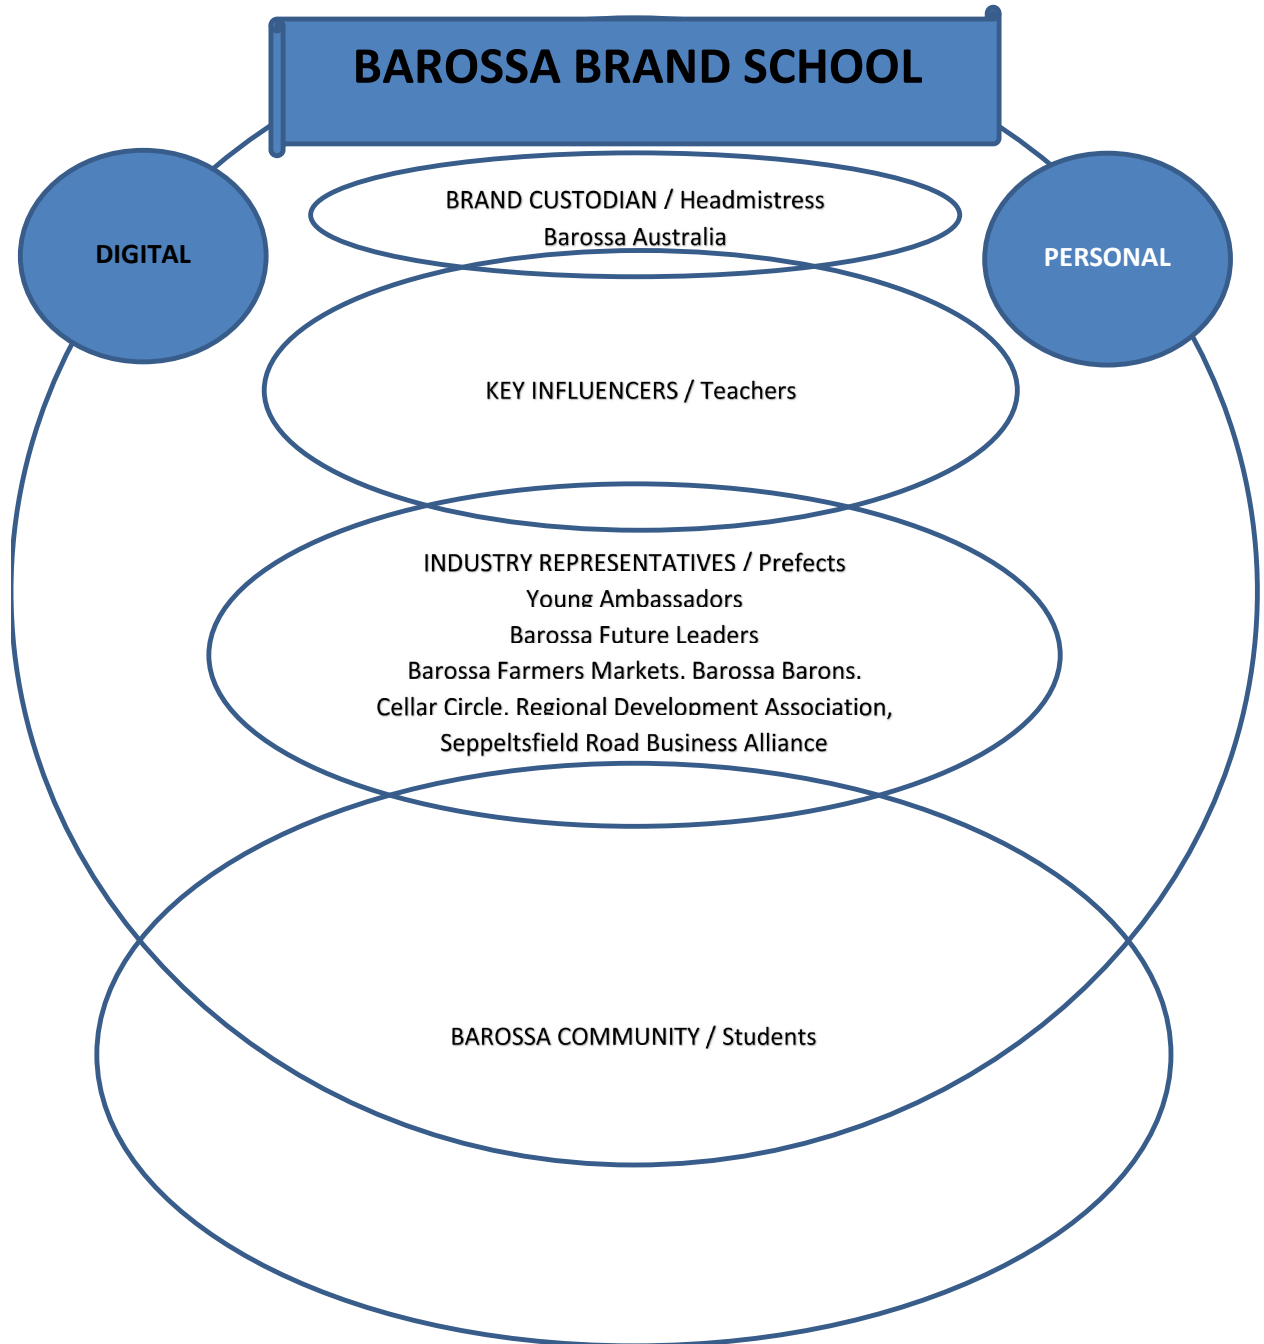 BAROSSA BRAND SCHOOL
BRAND CUSTODIAN / Headmistress
Barossa Australia
DIGITAL
PERSONAL
KEY INFLUENCERS / Teachers
INDUSTRY REPRESENTATIVES / Prefects
Young Ambassadors
Barossa Future Leaders
Barossa Farmers Markets, Barossa Barons,
Cellar Circle, Regional Development Association,
Seppeltsfield Road Business Alliance
BAROSSA COMMUNITY / Students